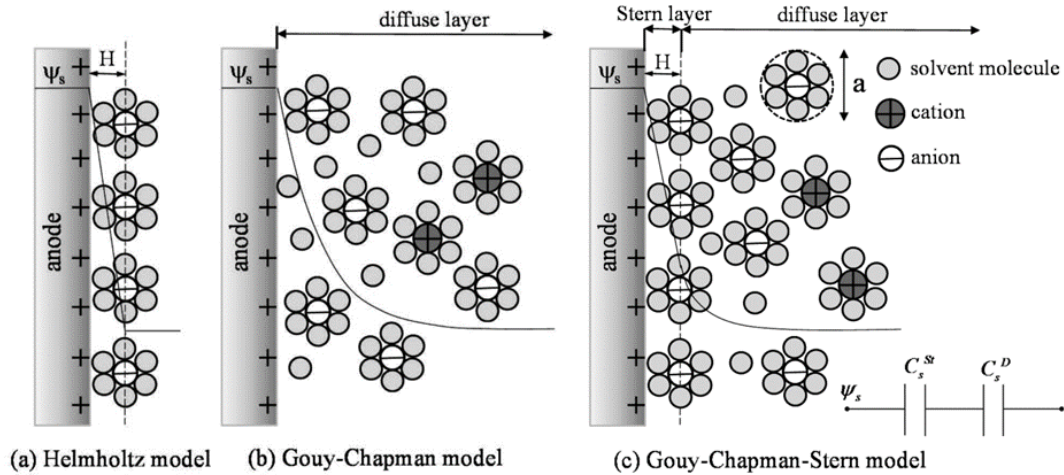 diffuse layer
Stern layer
diffuse layer
H
Ψs
anode
Ψs
anode
H
Ψs
anode
a
solvent molecule
cation
anion
ψs
Cs^St
Cs^D
(a) Helmholtz model
(b) Gouy-Chapman model
(c) Gouy-Chapman-Stern model